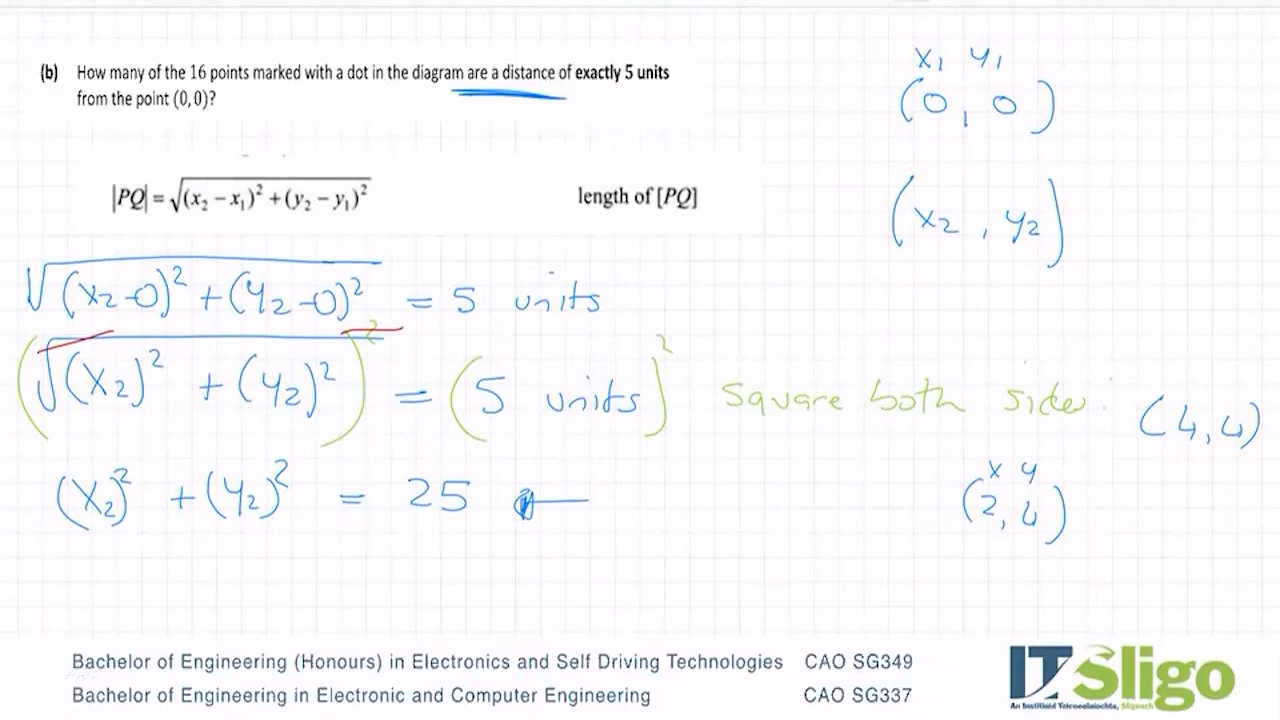 (b) How many of the 16 points marked with a dot in the diagram are a distance of exactly 5 units
from the point (0,0)?
x₁ y₁
(0, 0)
|PQ| = √(x₂ − x₁)² + (y₂ − y₁)²
length of [PQ]
(x₂, y₂)
√(x₂-0)² + (y₂-0)² = 5 units
(√(x₂)² + (y₂)²)² = (5 units)² Square both sides.
(4,4)
x y
(2,4)
(x₂)² + (y₂)² = 25 ←
Bachelor of Engineering (Honours) in Electronics and Self Driving Technologies CAO SG349
Bachelor of Engineering in Electronic and Computer Engineering CAO SG337
IT Sligo
An Institiúid Teicneolaíochta, Sligeach